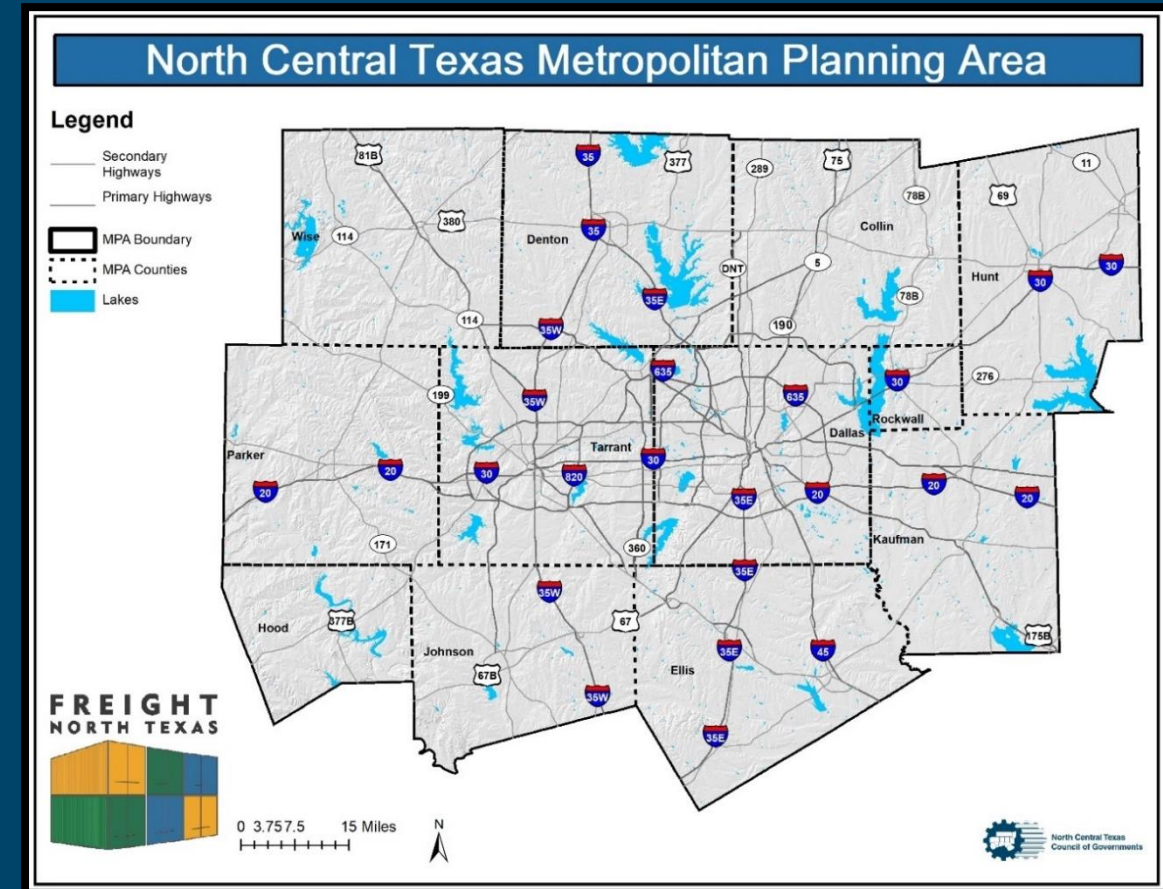 North Central Texas Metropolitan Planning Area
Legend
Secondary
Highways
Primary Highways
MPA Boundary
MPA Counties
Lakes
81B
35
377
289
75
11
78B
69
Wise
114
380
35
Denton
Collin
DNT
5
30
Hunt
30
35E
78B
114
35W
190
635
30
276
199
35W
635
Rockwall
Dallas
Parker
Tarrant
30
20
30
820
20
20
35E
20
20
Kaufman
171
360
35E
35W
Hood
377B
67
175B
Johnson
35E
45
67B
Ellis
35W
35E
FREIGHT
NORTH TEXAS
0 3.75 7.5 15 Miles
N
North Central Texas
Council of Governments